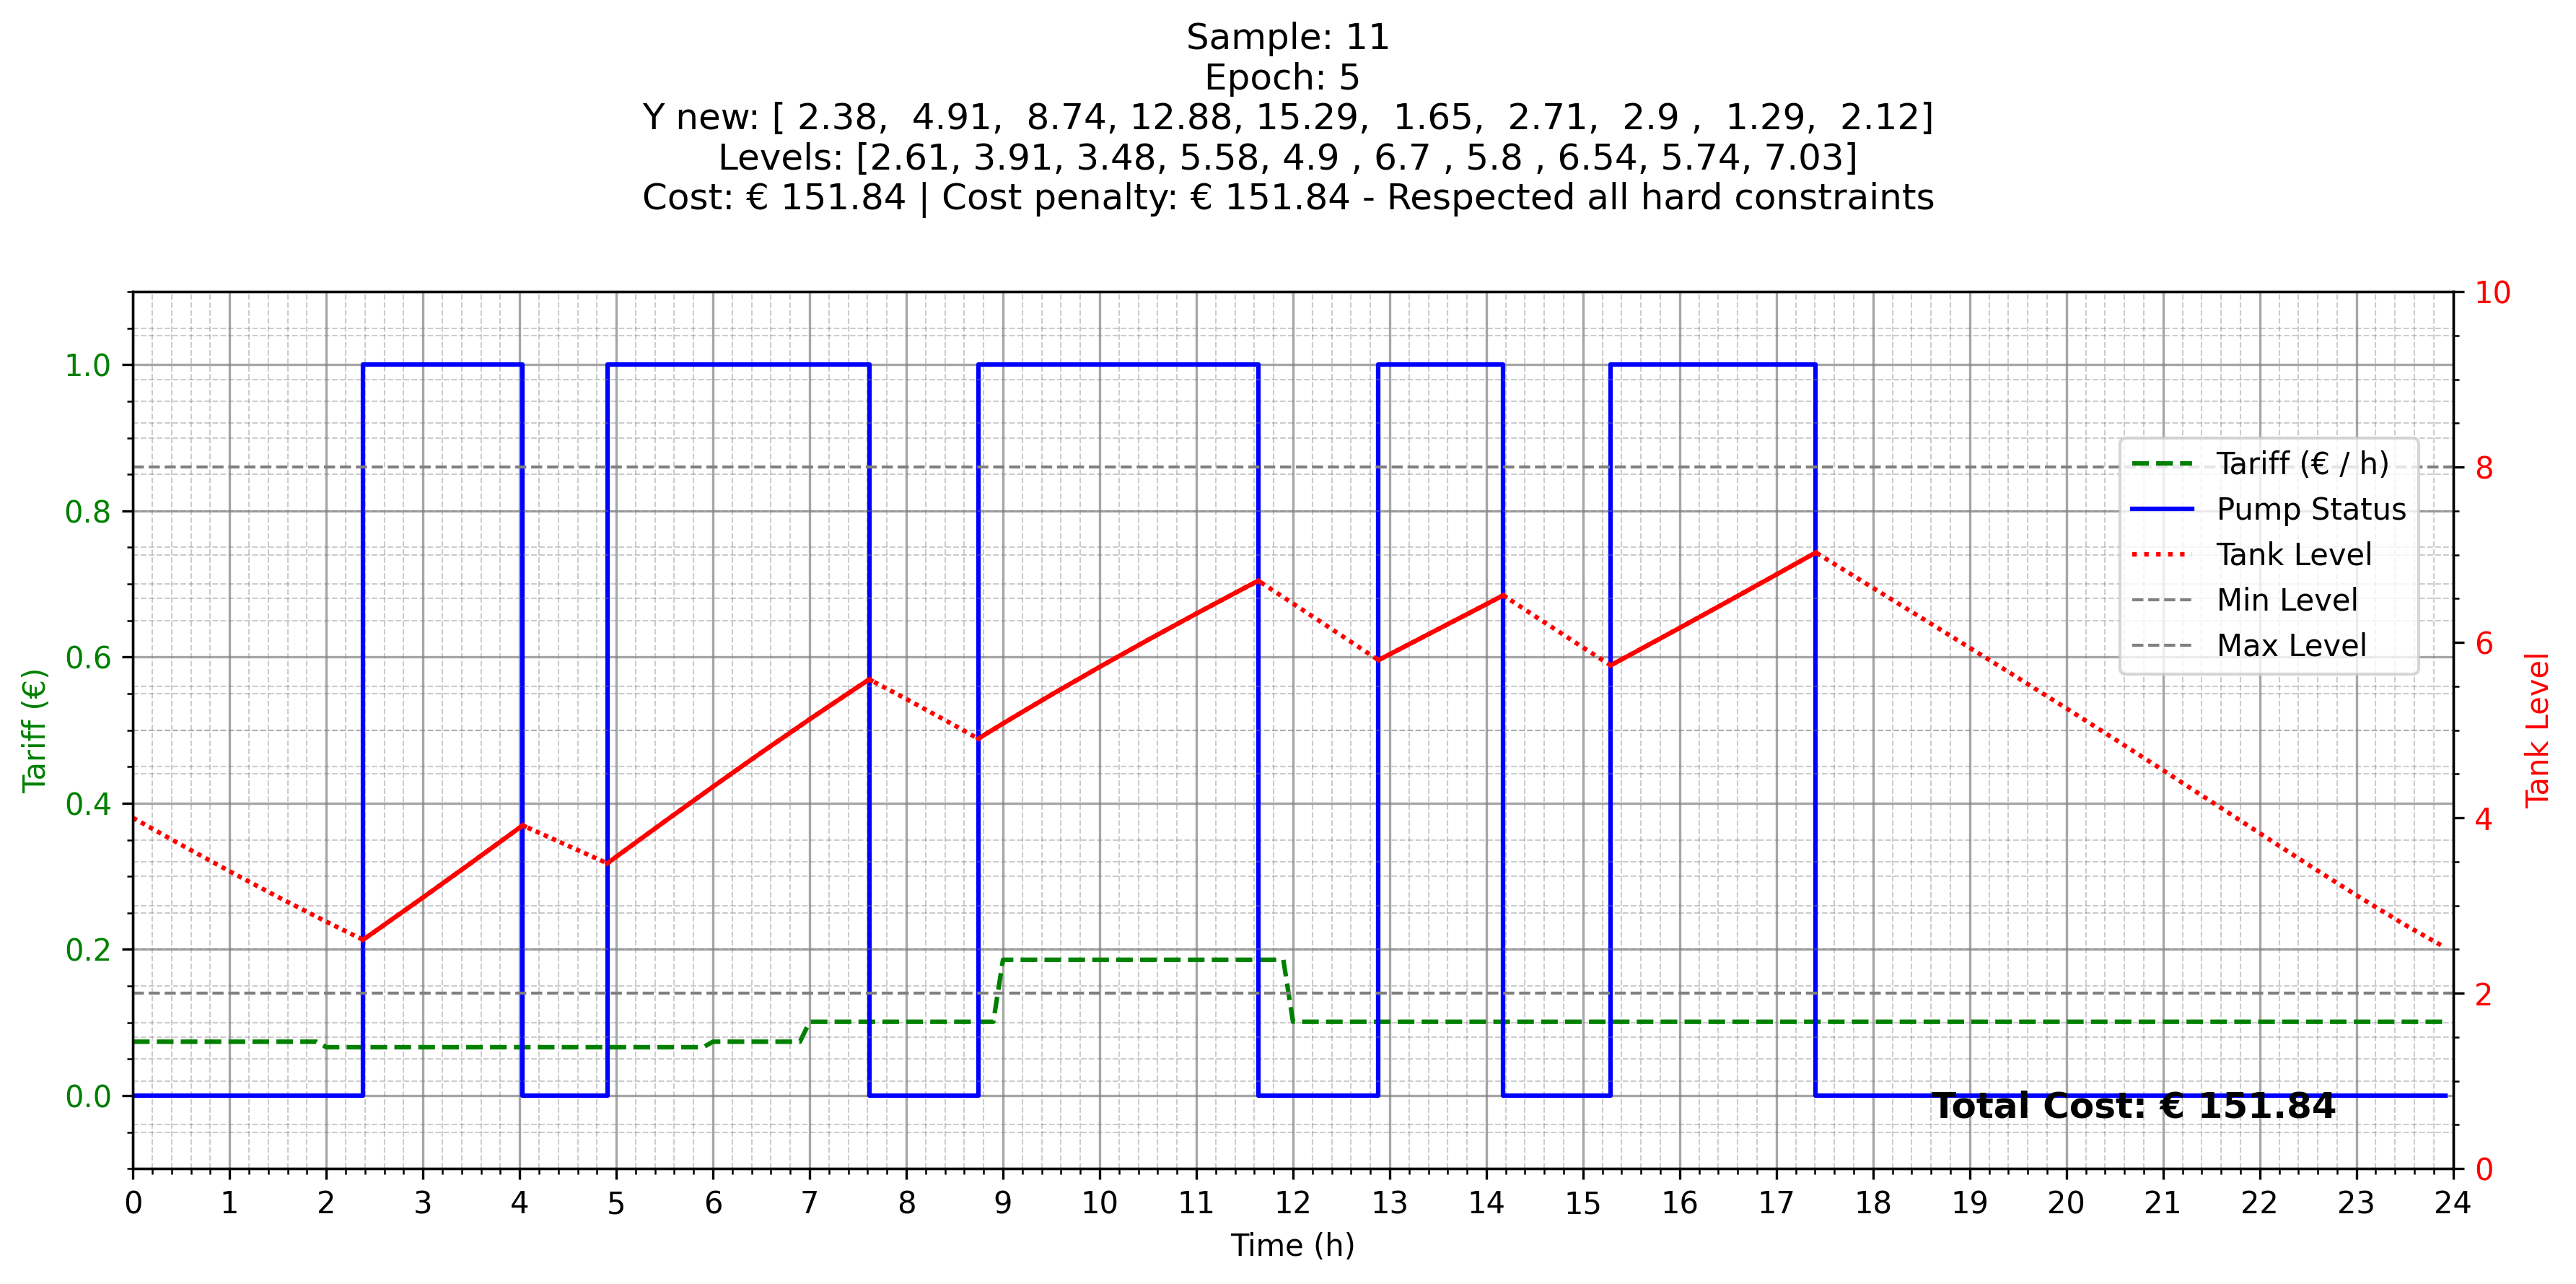 Sample: 11
Epoch: 5
Y new: [ 2.38,  4.91,  8.74, 12.88, 15.29,  1.65,  2.71,  2.9 ,  1.29,  2.12]
Levels: [2.61, 3.91, 3.48, 5.58, 4.9 , 6.7 , 5.8 , 6.54, 5.74, 7.03]
Cost: € 151.84 | Cost penalty: € 151.84 - Respected all hard constraints
1.0
0.8
0.6
0.4
0.2
0.0
Tariff (€)
10
8
6
4
2
0
Tank Level
Tariff (€ / h)
Pump Status
Tank Level
Min Level
Max Level
Total Cost: € 151.84
0 1 2 3 4 5 6 7 8 9 10 11 12 13 14 15 16 17 18 19 20 21 22 23 24
Time (h)